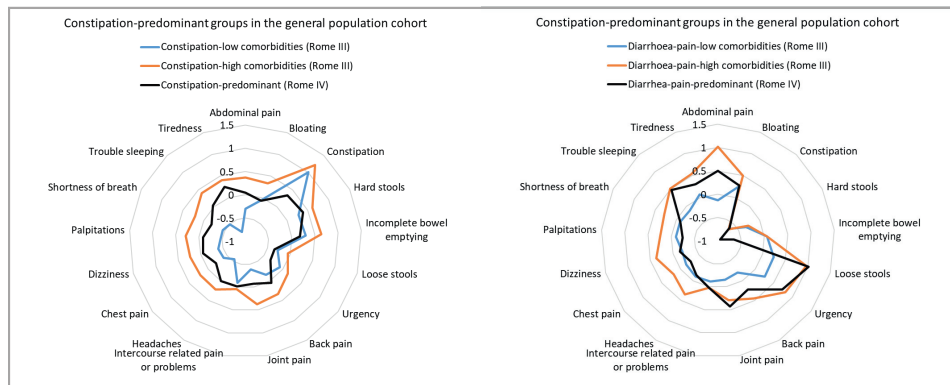 Constipation-predominant groups in the general population cohort
Constipation-low comorbidities (Rome III)
Constipation-high comorbidities (Rome III)
Constipation-predominant (Rome IV)
Abdominal pain
Bloating
Constipation
Hard stools
Incomplete bowel
emptying
Loose stools
Urgency
Back pain
Joint pain
Intercourse related pain
or problems
Headaches
Chest pain
Dizziness
Palpitations
Shortness of breath
Trouble sleeping
Tiredness
1.5
1
0.5
0
-0.5
-1
Constipation-predominant groups in the general population cohort
Diarrhoea-pain-low comorbidities (Rome III)
Diarrhoea-pain-high comorbidities (Rome III)
Diarrhea-pain-predominant (Rome IV)
Abdominal pain
Bloating
Constipation
Hard stools
Incomplete bowel
emptying
Loose stools
Urgency
Back pain
Joint pain
Intercourse related pain
or problems
Headaches
Chest pain
Dizziness
Palpitations
Shortness of breath
Trouble sleeping
Tiredness
1.5
1
0.5
0
-0.5
-1